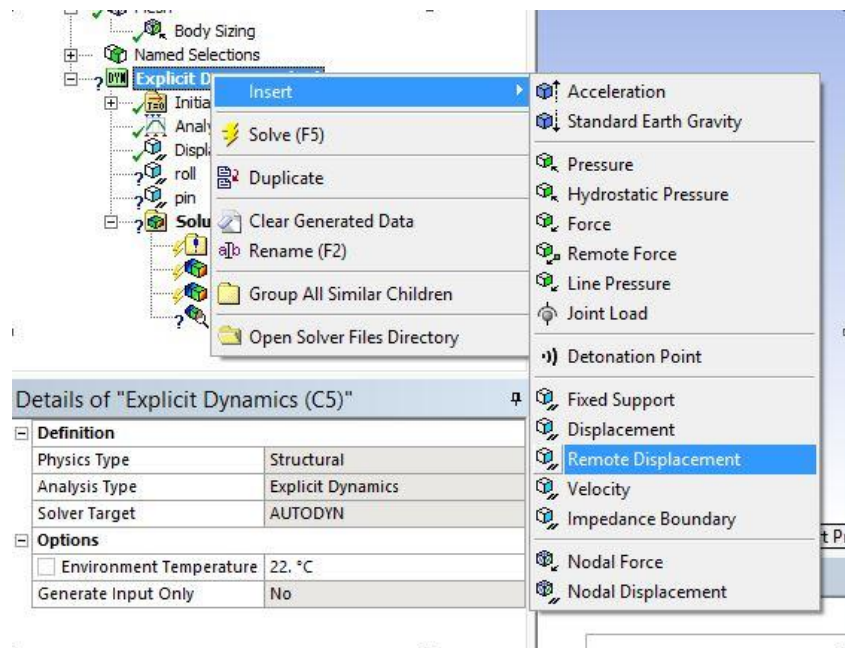 Mesh
Body Sizing
Named Selections
DYN Explicit D
T=0 Initia
Analy
Displa
roll
pin
Solu
Insert
Solve (F5)
Duplicate
Clear Generated Data
Rename (F2)
Group All Similar Children
Open Solver Files Directory
Acceleration
Standard Earth Gravity
Pressure
Hydrostatic Pressure
Force
Remote Force
Line Pressure
Joint Load
Detonation Point
Fixed Support
Displacement
Remote Displacement
Velocity
Impedance Boundary
Nodal Force
Nodal Displacement
Details of "Explicit Dynamics (C5)"
Definition
Physics Type Structural
Analysis Type Explicit Dynamics
Solver Target AUTODYN
Options
Environment Temperature 22. °C
Generate Input Only No